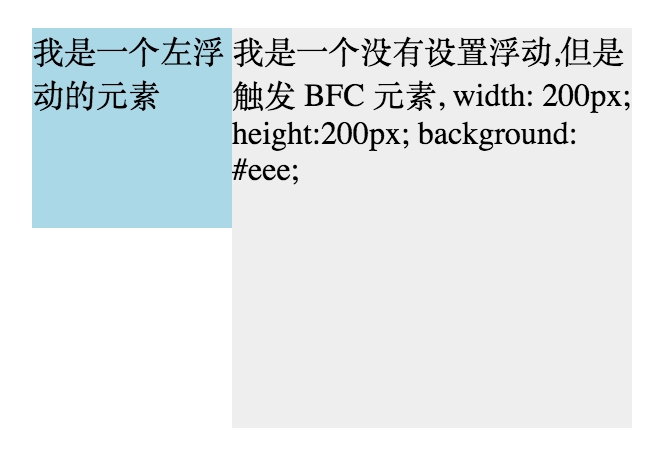 我是一个左浮
动的元素
我是一个没有设置浮动,但是
触发 BFC 元素, width: 200px;
height:200px; background:
#eee;